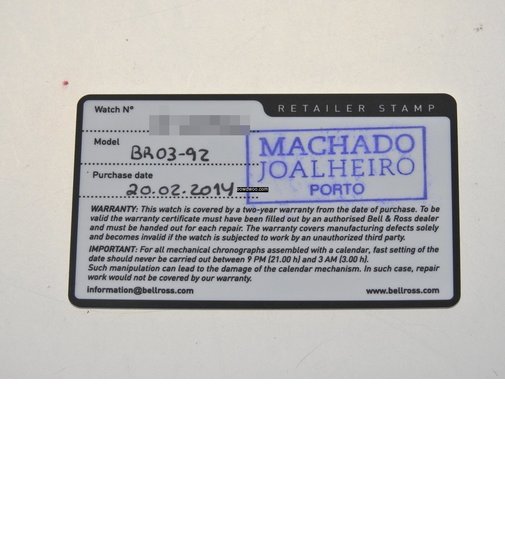 Watch Nº
RETAILER STAMP
Model
BR03-92
MACHADO
JOALHEIRO
PORTO
Purchase date
20.02.2014
WARRANTY: This watch is covered by a two-year warranty from the date of purchase. To be
valid the warranty certificate must have been filled out by an authorised Bell & Ross dealer
and must be handed out for each repair. The warranty covers manufacturing defects solely
and becomes invalid if the watch is subjected to work by an unauthorized third party.
IMPORTANT: For all mechanical chronographs assembled with a calendar, fast setting of the
date should never be carried out between 9 PM (21.00 h) and 3 AM (3.00 h).
Such manipulation can lead to the damage of the calendar mechanism. In such case, repair
work would not be covered by our warranty.
information@bellross.com
www.bellross.com